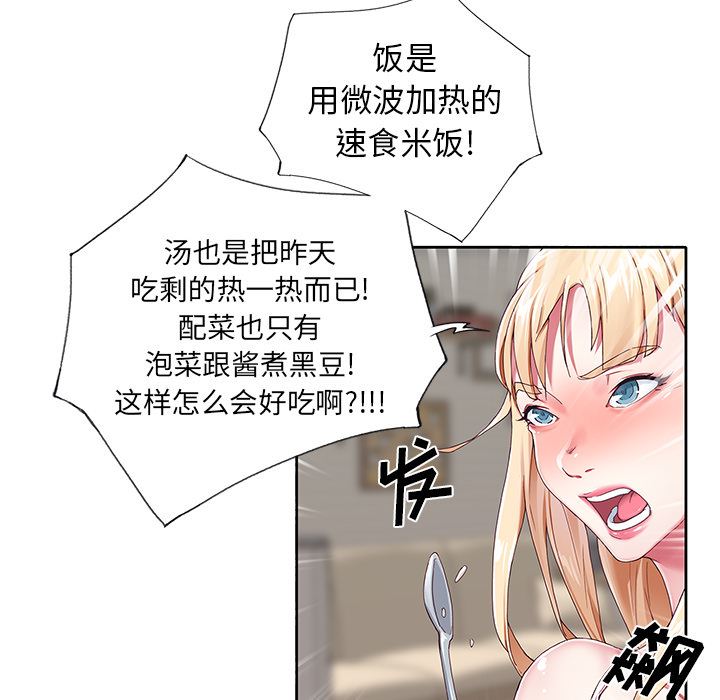 饭是
用微波加热的
速食米饭!
汤也是把昨天
吃剩的热一热而已!
配菜也只有
泡菜跟酱煮黑豆!
这样怎么会好吃啊?!!!
发
飙